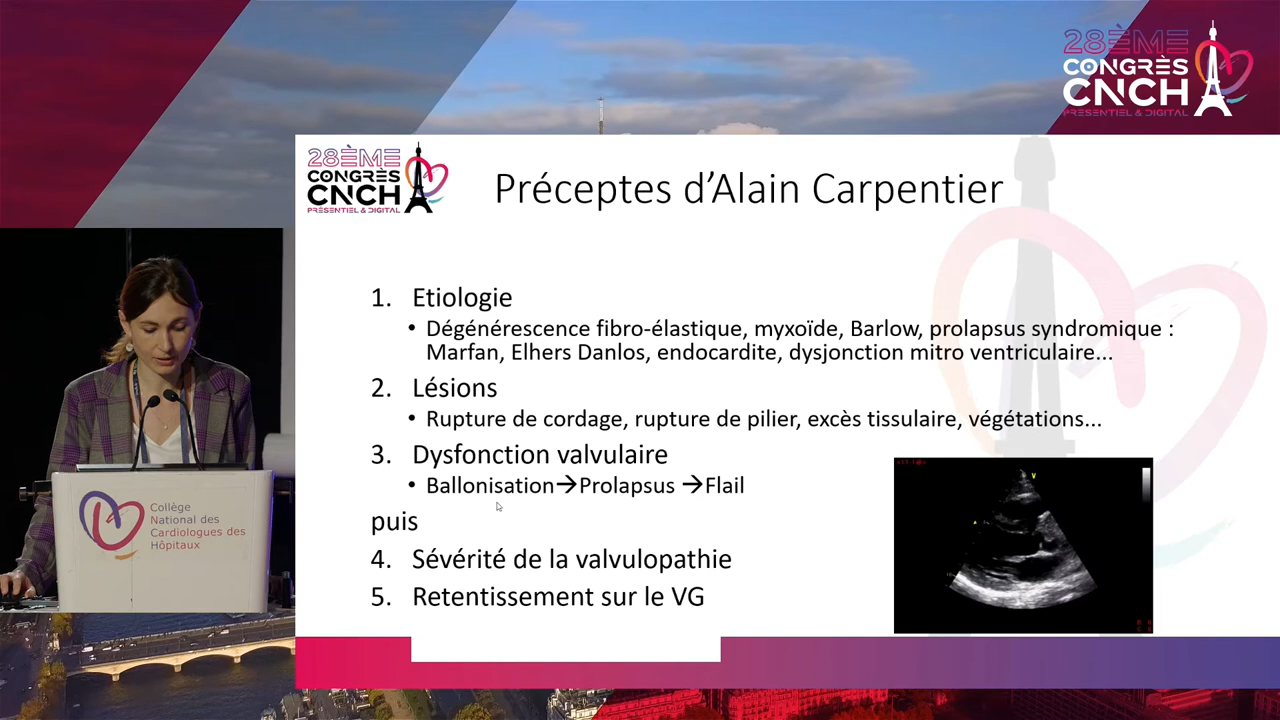 28ÈME
CONGRÈS
CNCH
PRÉSENTIEL & DIGITAL
28ÈME
CONGRÈS
CNCH
PRÉSENTIEL & DIGITAL
Préceptes d’Alain Carpentier
1. Etiologie
• Dégénérescence fibro-élastique, myxoïde, Barlow, prolapsus syndromique :
Marfan, Elhers Danlos, endocardite, dysjonction mitro ventriculaire...
2. Lésions
• Rupture de cordage, rupture de pilier, excès tissulaire, végétations...
3. Dysfonction valvulaire
• Ballonisation→Prolapsus →Flail
puis
4. Sévérité de la valvulopathie
5. Retentissement sur le VG
V
Collège
National des
Cardiologues des
Hôpitaux